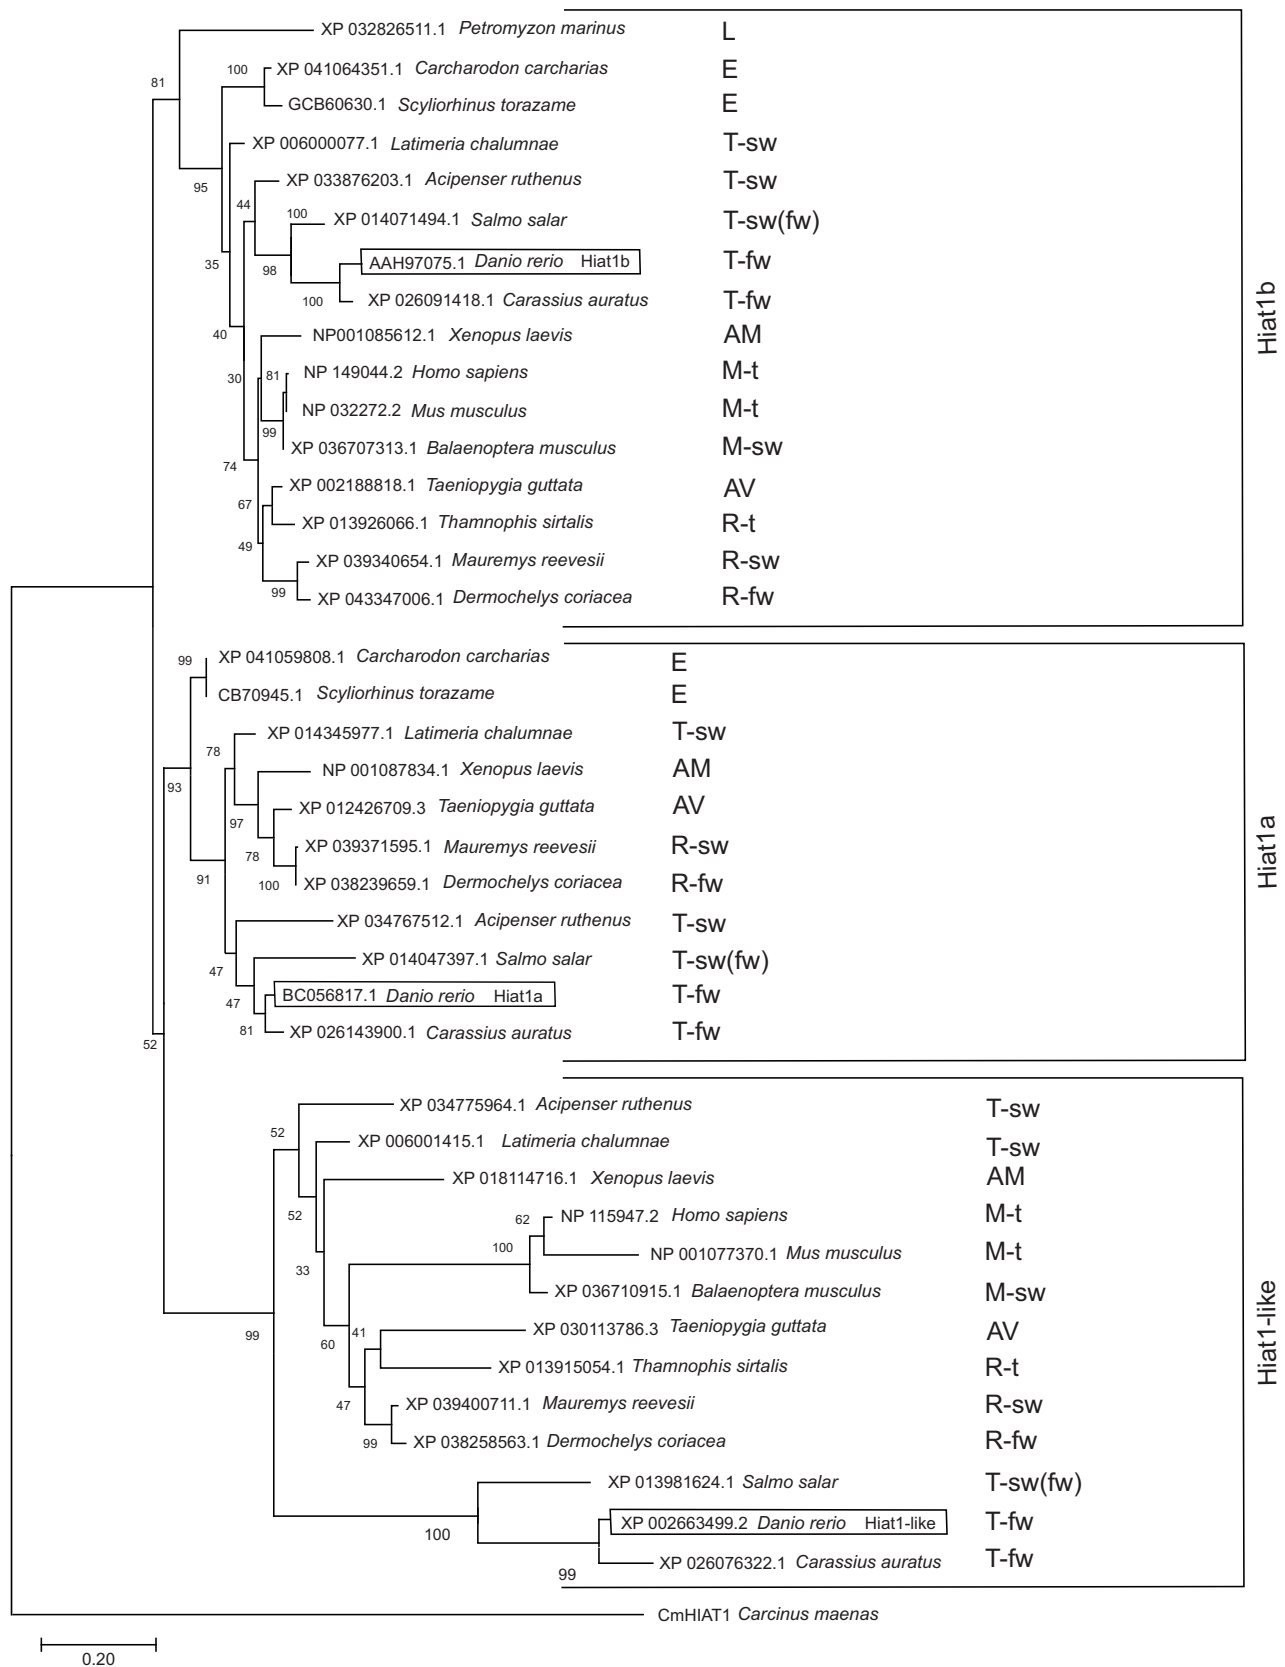 XP 032826511.1 Petromyzon marinus L
81
100 XP 041064351.1 Carcharodon carcharias E
GCB60630.1 Scyliorhinus torazame E
XP 006000077.1 Latimeria chalumnae T-sw
95
XP 033876203.1 Acipenser ruthenus T-sw
44
100 XP 014071494.1 Salmo salar T-sw(fw)
35
98
AAH97075.1 Danio rerio Hiat1b T-fw
100 XP 026091418.1 Carassius auratus T-fw
Hiat1b
40
NP001085612.1 Xenopus laevis AM
30
81 NP 149044.2 Homo sapiens M-t
NP 032272.2 Mus musculus M-t
99
XP 036707313.1 Balaenoptera musculus M-sw
74
XP 002188818.1 Taeniopygia guttata AV
67
XP 013926066.1 Thamnophis sirtalis R-t
49
XP 039340654.1 Mauremys reevesii R-sw
99
XP 043347006.1 Dermochelys coriacea R-fw
99 XP 041059808.1 Carcharodon carcharias E
CB70945.1 Scyliorhinus torazame E
XP 014345977.1 Latimeria chalumnae T-sw
78
93
NP 001087834.1 Xenopus laevis AM
XP 012426709.3 Taeniopygia guttata AV
97
XP 039371595.1 Mauremys reevesii R-sw
Hiat1a
78
91
100 XP 038239659.1 Dermochelys coriacea R-fw
XP 034767512.1 Acipenser ruthenus T-sw
XP 014047397.1 Salmo salar T-sw(fw)
47
BC056817.1 Danio rerio Hiat1a T-fw
47
81 XP 026143900.1 Carassius auratus T-fw
52
XP 034775964.1 Acipenser ruthenus T-sw
52
XP 006001415.1 Latimeria chalumnae T-sw
XP 018114716.1 Xenopus laevis AM
52
62 NP 115947.2 Homo sapiens M-t
100
NP 001077370.1 Mus musculus M-t
33
XP 036710915.1 Balaenoptera musculus M-sw
99
XP 030113786.3 Taeniopygia guttata AV
41
60
Hiat1-like
XP 013915054.1 Thamnophis sirtalis R-t
47
XP 039400711.1 Mauremys reevesii R-sw
99 XP 038258563.1 Dermochelys coriacea R-fw
XP 013981624.1 Salmo salar T-sw(fw)
100
XP 002663499.2 Danio rerio Hiat1-like T-fw
XP 026076322.1 Carassius auratus T-fw
99
CmHIAT1 Carcinus maenas
0.20